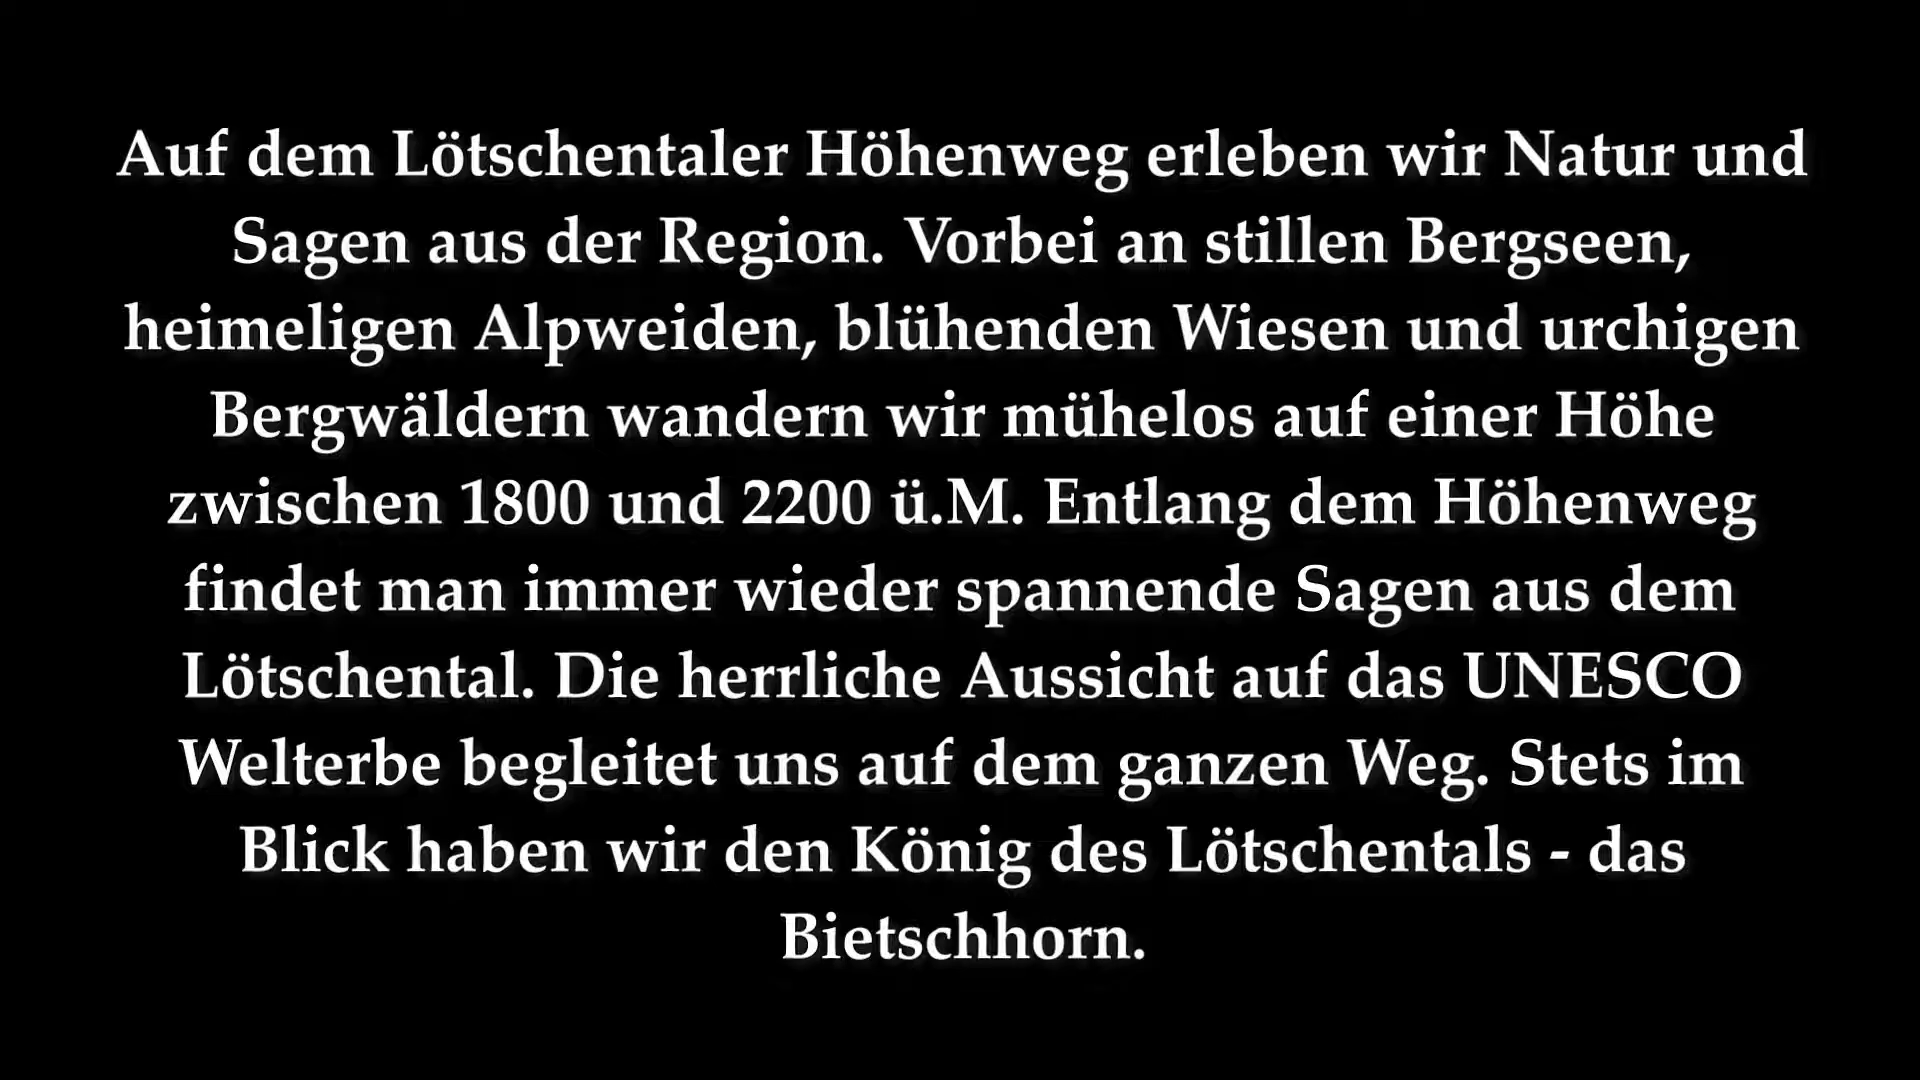 Auf dem Lötschentaler Höhenweg erleben wir Natur und
Sagen aus der Region. Vorbei an stillen Bergseen,
heimeligen Alpweiden, blühenden Wiesen und urchigen
Bergwäldern wandern wir mühelos auf einer Höhe
zwischen 1800 und 2200 ü.M. Entlang dem Höhenweg
findet man immer wieder spannende Sagen aus dem
Lötschental. Die herrliche Aussicht auf das UNESCO
Welterbe begleitet uns auf dem ganzen Weg. Stets im
Blick haben wir den König des Lötschentals - das
Bietschhorn.